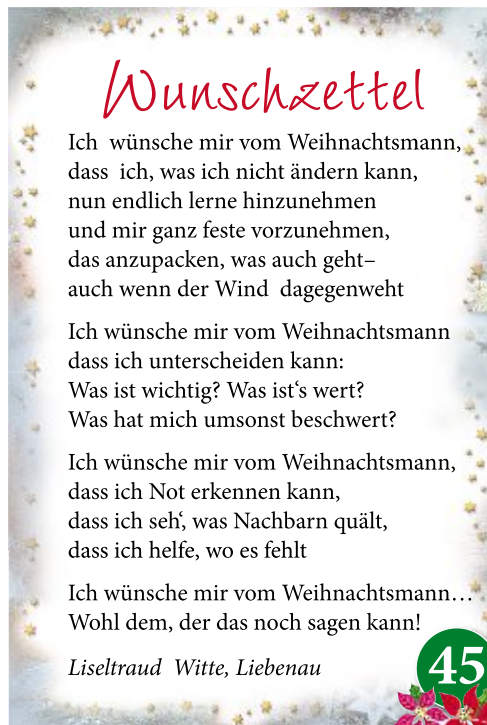 Wunschzettel
Ich wünsche mir vom Weihnachtsmann,
dass ich, was ich nicht ändern kann,
nun endlich lerne hinzunehmen
und mir ganz feste vorzunehmen,
das anzupacken, was auch geht–
auch wenn der Wind dagegenweht
Ich wünsche mir vom Weihnachtsmann
dass ich unterscheiden kann:
Was ist wichtig? Was ist‘s wert?
Was hat mich umsonst beschwert?
Ich wünsche mir vom Weihnachtsmann,
dass ich Not erkennen kann,
dass ich seh‘, was Nachbarn quält,
dass ich helfe, wo es fehlt
Ich wünsche mir vom Weihnachtsmann…
Wohl dem, der das noch sagen kann!
Liseltraud Witte, Liebenau
45